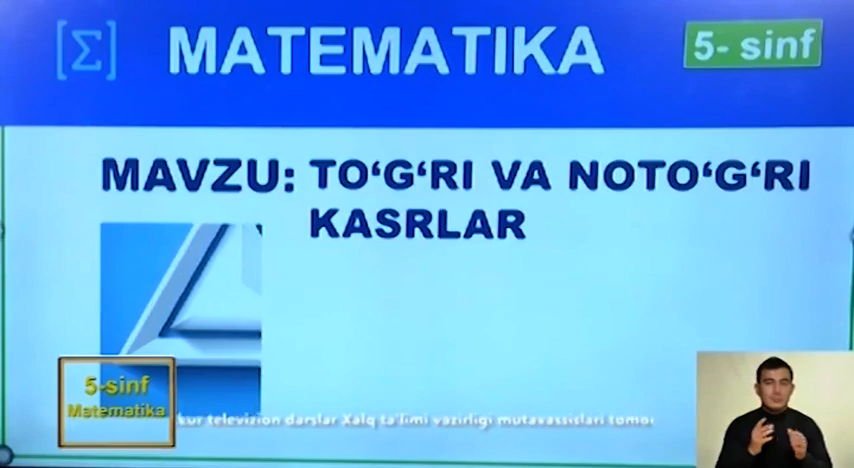 [Σ] MATEMATIKA
5- sinf
MAVZU: TO‘G‘RI VA NOTO‘G‘RI
KASRLAR
5-sinf
Matematika
televizion darslar Xalq ta'limi vazirligi mutaxassislari